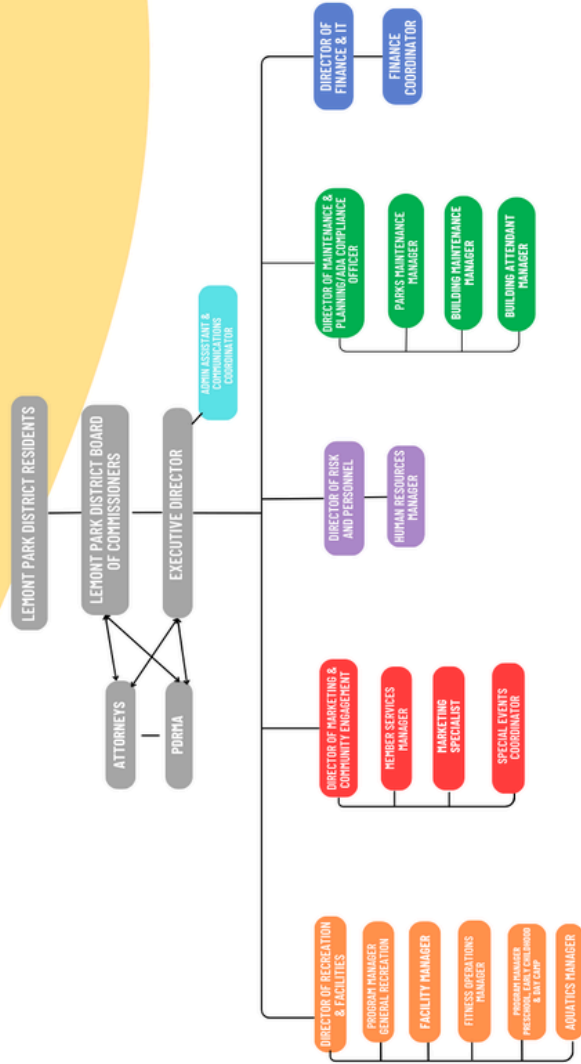 LEMONT PARK DISTRICT RESIDENTS
LEMONT PARK DISTRICT BOARD
OF COMMISSIONERS
ATTORNEYS
PDRMA
EXECUTIVE DIRECTOR
ADMIN ASSISTANT &
COMMUNICATIONS
COORDINATOR
DIRECTOR OF RECREATION
& FACILITIES
PROGRAM MANAGER
GENERAL RECREATION
FACILITY MANAGER
FITNESS OPERATIONS
MANAGER
PROGRAM MANAGER
PRESCHOOL, EARLY CHILDHOOD
& DAY CAMP
AQUATICS MANAGER
DIRECTOR OF MARKETING &
COMMUNITY ENGAGEMENT
MEMBER SERVICES
MANAGER
MARKETING
SPECIALIST
SPECIAL EVENTS
COORDINATOR
DIRECTOR OF RISK
AND PERSONNEL
HUMAN RESOURCES
MANAGER
DIRECTOR OF MAINTENANCE &
PLANNING/ADA COMPLIANCE
OFFICER
PARKS MAINTENANCE
MANAGER
BUILDING MAINTENANCE
MANAGER
BUILDING ATTENDANT
MANAGER
DIRECTOR OF
FINANCE & IT
FINANCE
COORDINATOR